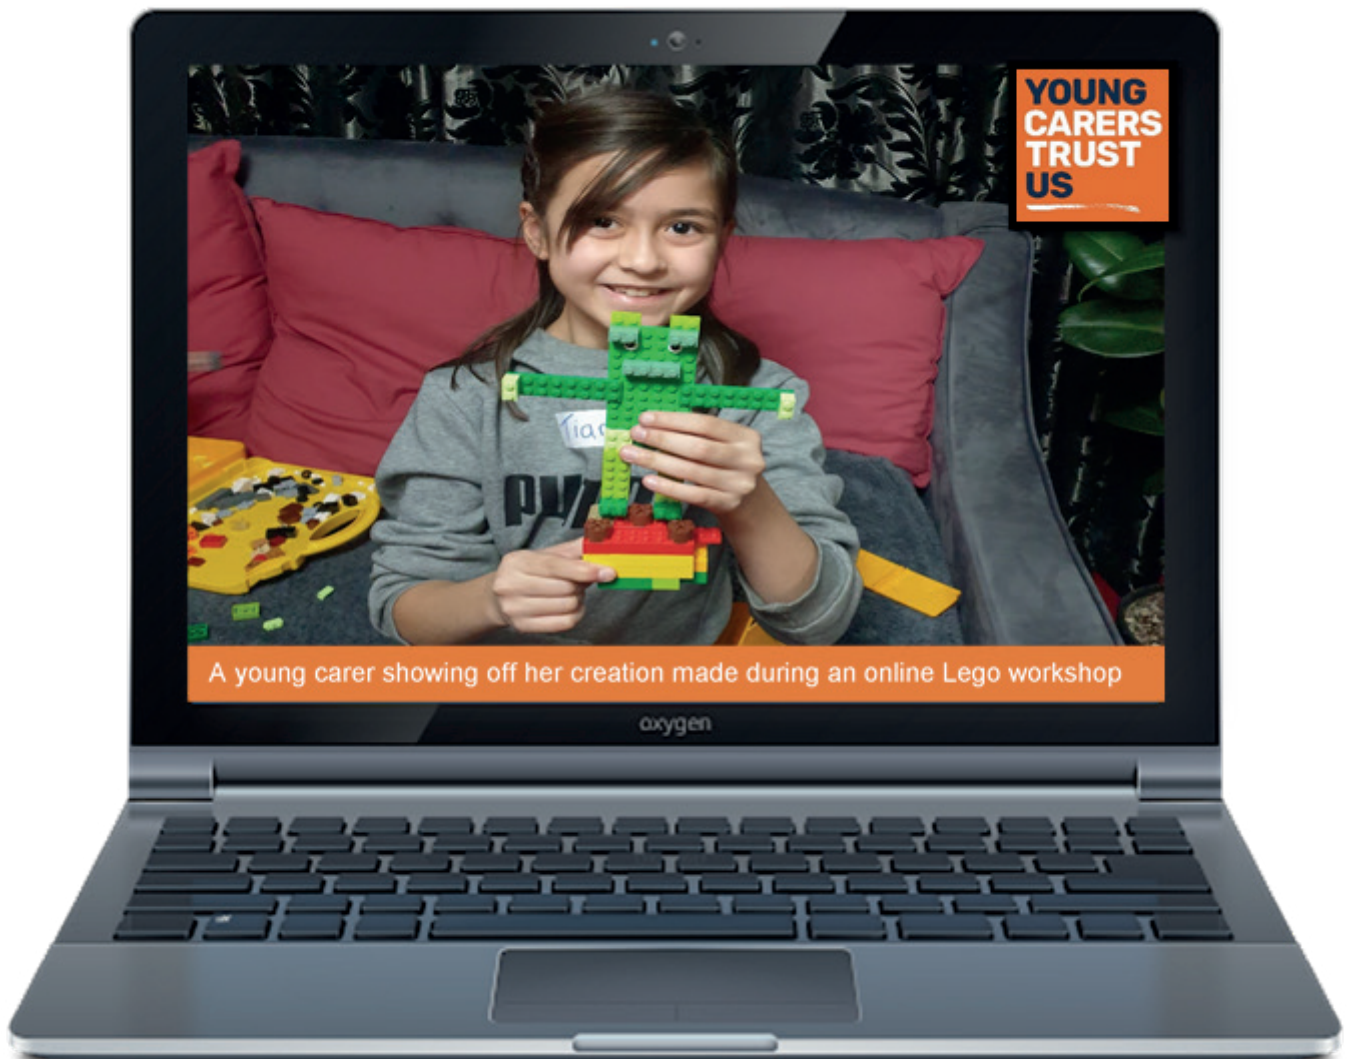 YOUNG
CARERS
TRUST
US
A young carer showing off her creation made during an online Lego workshop
oxygen